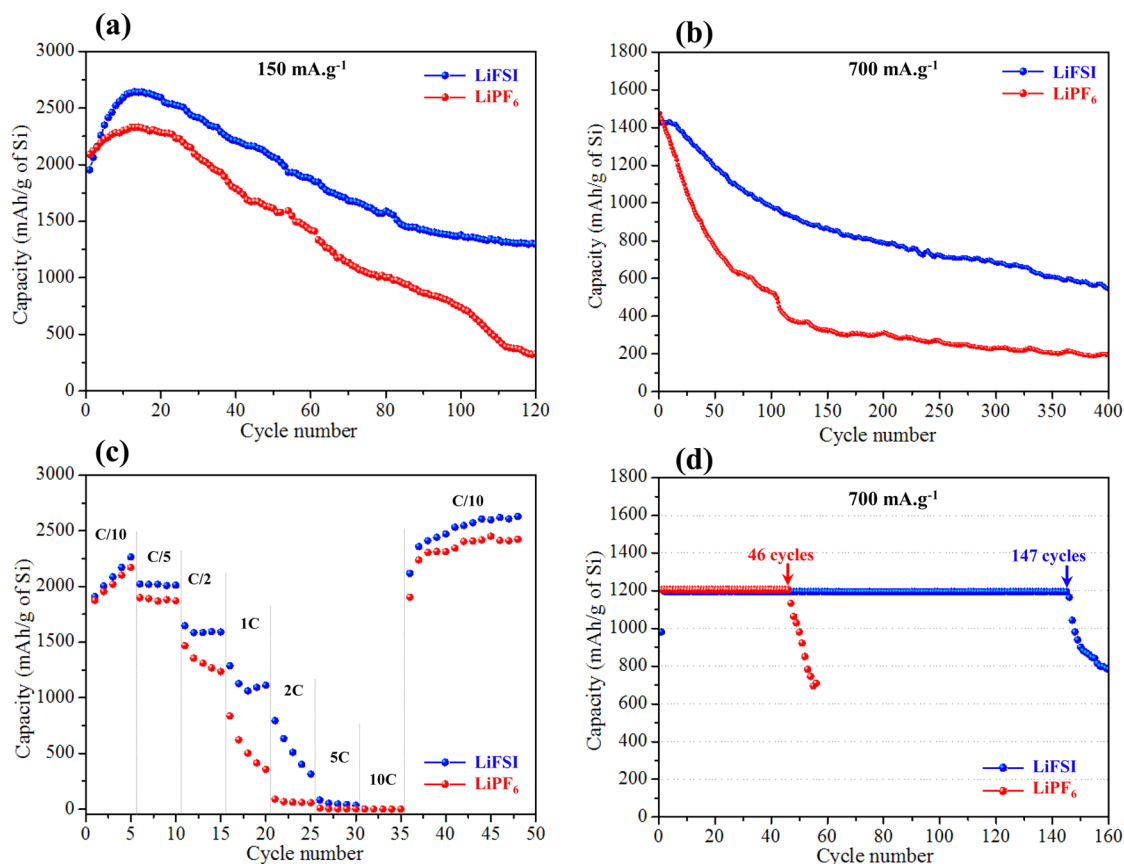 (a)
150 mA.g⁻¹
LiFSI
LiPF₆
Capacity (mAh/g of Si)
3000
2500
2000
1500
1000
500
0
0 20 40 60 80 100 120
Cycle number
(b)
700 mA.g⁻¹
LiFSI
LiPF₆
Capacity (mAh/g of Si)
1800
1600
1400
1200
1000
800
600
400
200
0
0 50 100 150 200 250 300 350 400
Cycle number
(c)
C/10
C/5
C/2
1C
2C
5C
10C
C/10
LiFSI
LiPF₆
Capacity (mAh/g of Si)
3000
2500
2000
1500
1000
500
0
0 5 10 15 20 25 30 35 40 45 50
Cycle number
(d)
700 mA.g⁻¹
46 cycles
147 cycles
LiFSI
LiPF₆
Capacity (mAh/g of Si)
1800
1600
1400
1200
1000
800
600
400
200
0
0 20 40 60 80 100 120 140 160
Cycle number